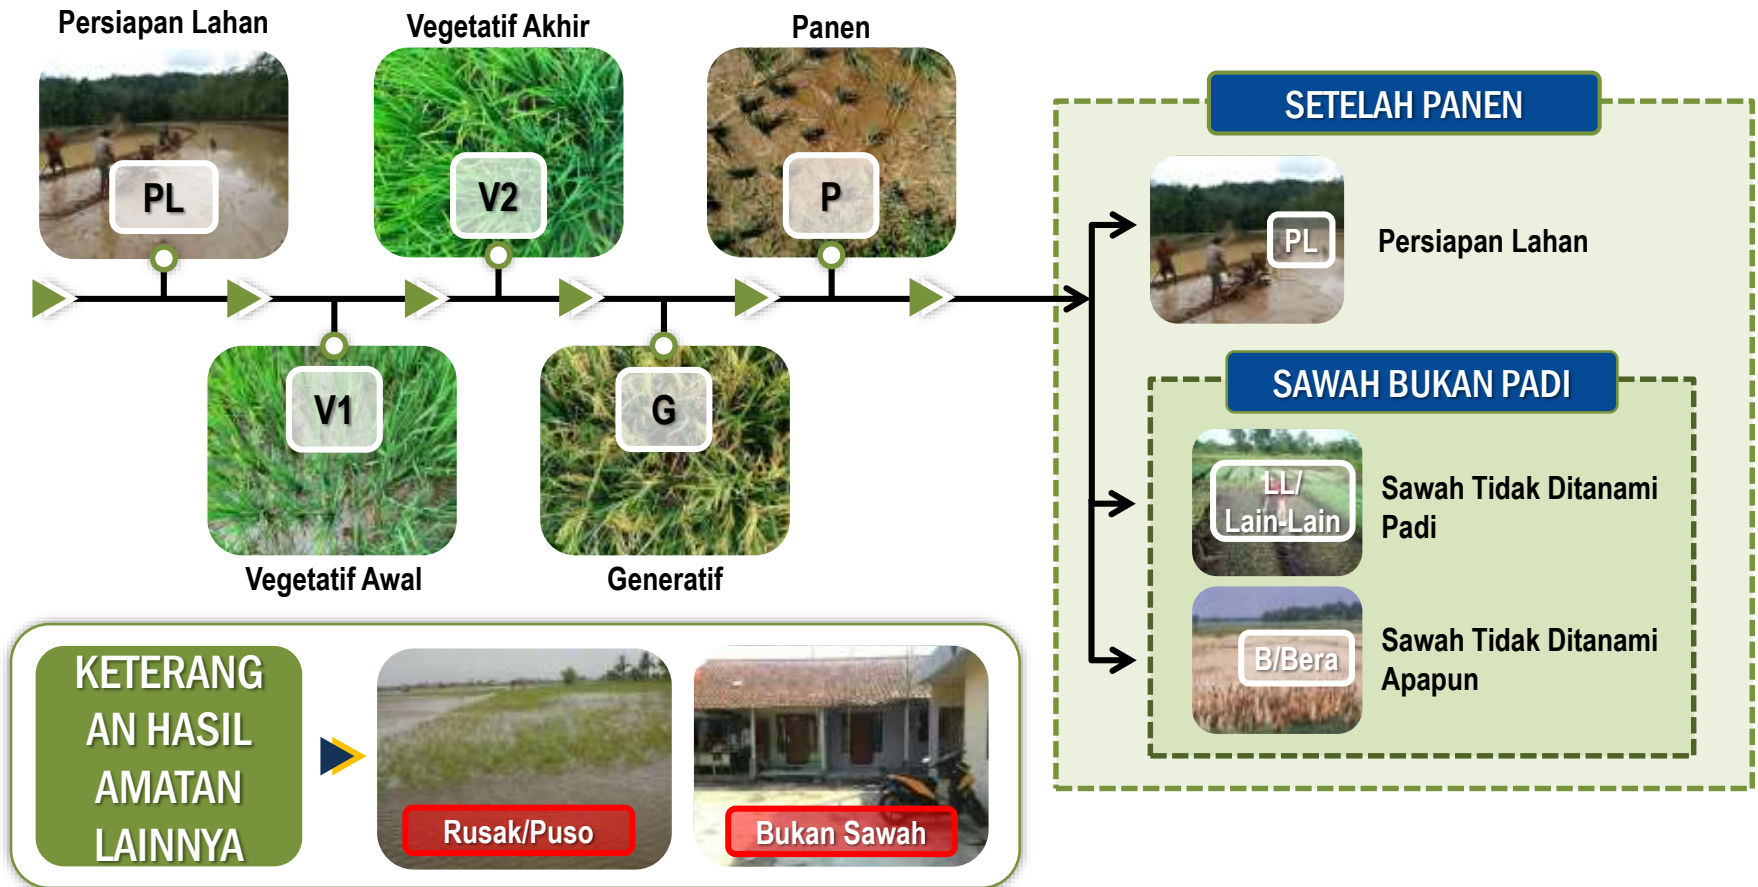 Persiapan Lahan
PL
Vegetatif Akhir
V2
Panen
P
V1
Vegetatif Awal
G
Generatif
SETELAH PANEN
PL
Persiapan Lahan
SAWAH BUKAN PADI
LL/
Lain-Lain
Sawah Tidak Ditanami
Padi
B/Bera
Sawah Tidak Ditanami
Apapun
KETERANG
AN HASIL
AMATAN
LAINNYA
Rusak/Puso
Bukan Sawah